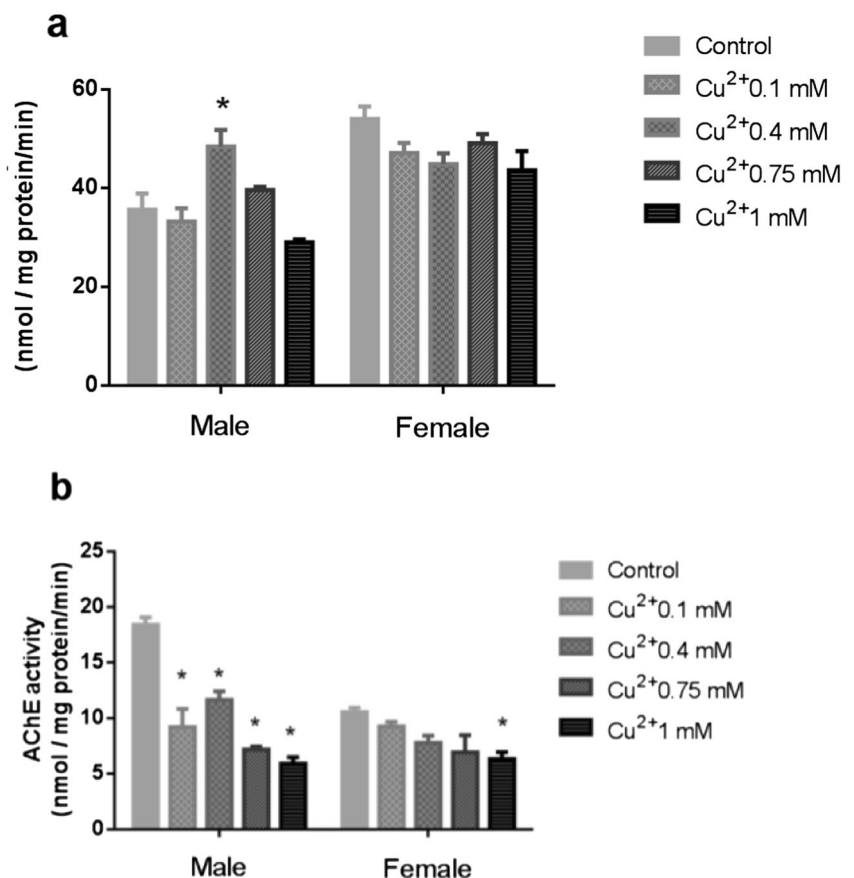 a
Control
Cu²⁺0.1 mM
Cu²⁺0.4 mM
Cu²⁺0.75 mM
Cu²⁺1 mM
(nmol / mg protein/min)
60
40
20
0
*
Male
Female
b
Control
Cu²⁺0.1 mM
Cu²⁺0.4 mM
Cu²⁺0.75 mM
Cu²⁺1 mM
AChE activity
(nmol / mg protein/min)
25
20
15
10
5
0
* * * * *
Male
Female